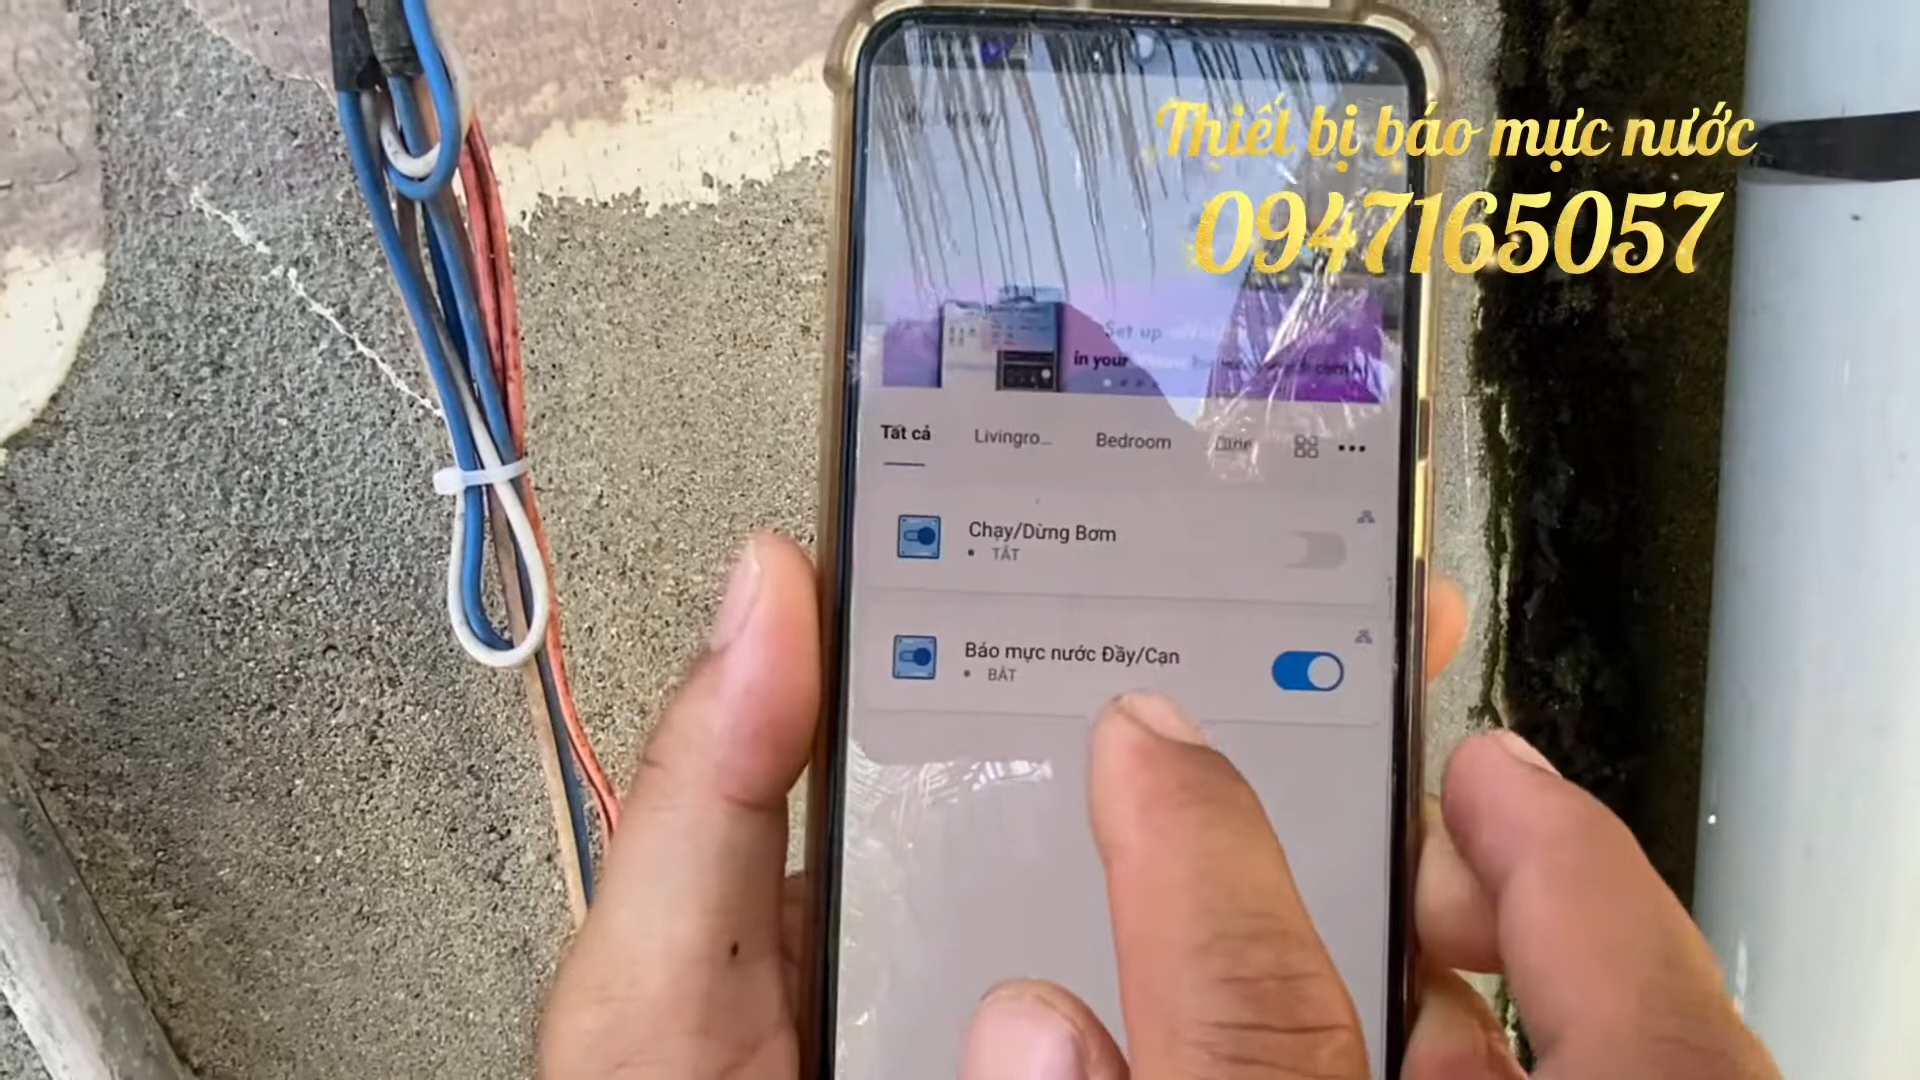 Thiết bị báo mực nước
0947165057
Set up
in your
Tất cả
Livingro...
Bedroom
Chạy/Dừng Bơm
• TẮT
Báo mực nước Đầy/Cạn
• BẬT